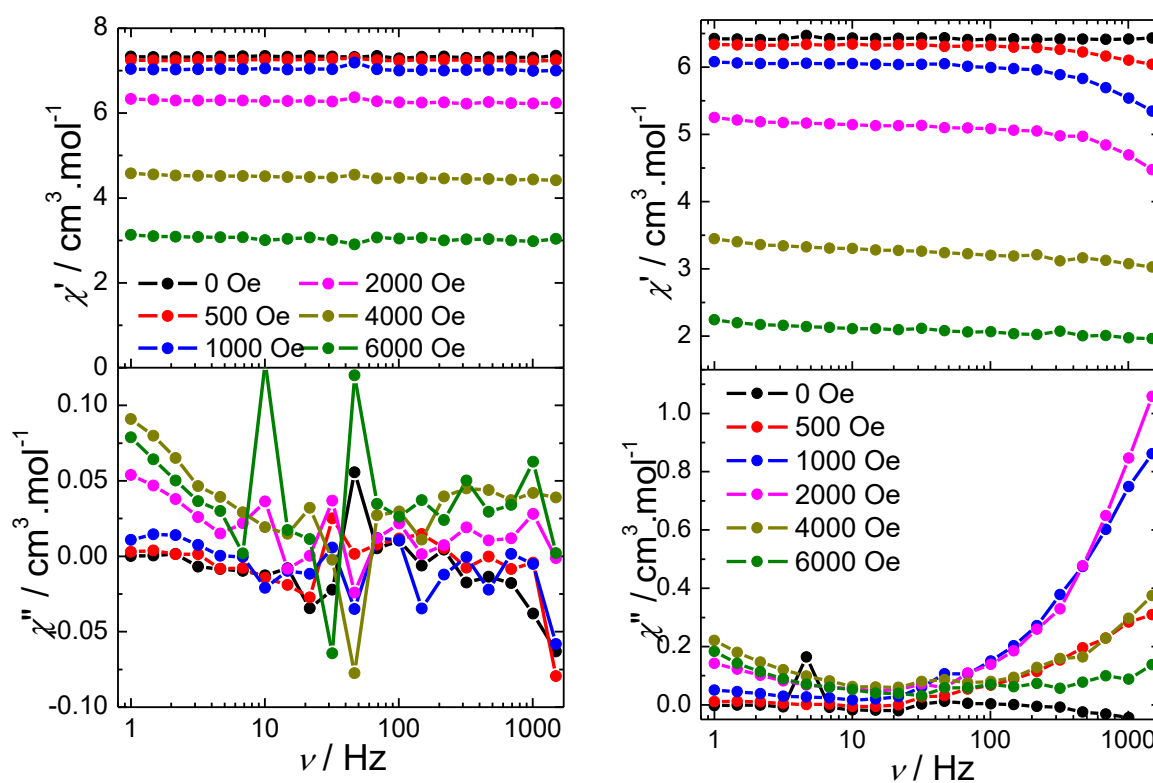 8
6
4
2
0
χ' / cm³.mol⁻¹
0 Oe
500 Oe
1000 Oe
2000 Oe
4000 Oe
6000 Oe
0.10
0.05
0.00
-0.05
-0.10
χ'' / cm³.mol⁻¹
1
10
100
1000
ν / Hz
6
5
3
2
χ' / cm³.mol⁻¹
0 Oe
500 Oe
1000 Oe
2000 Oe
4000 Oe
6000 Oe
1.0
0.8
0.6
0.4
0.2
0.0
χ'' / cm³.mol⁻¹
1
10
100
1000
ν / Hz